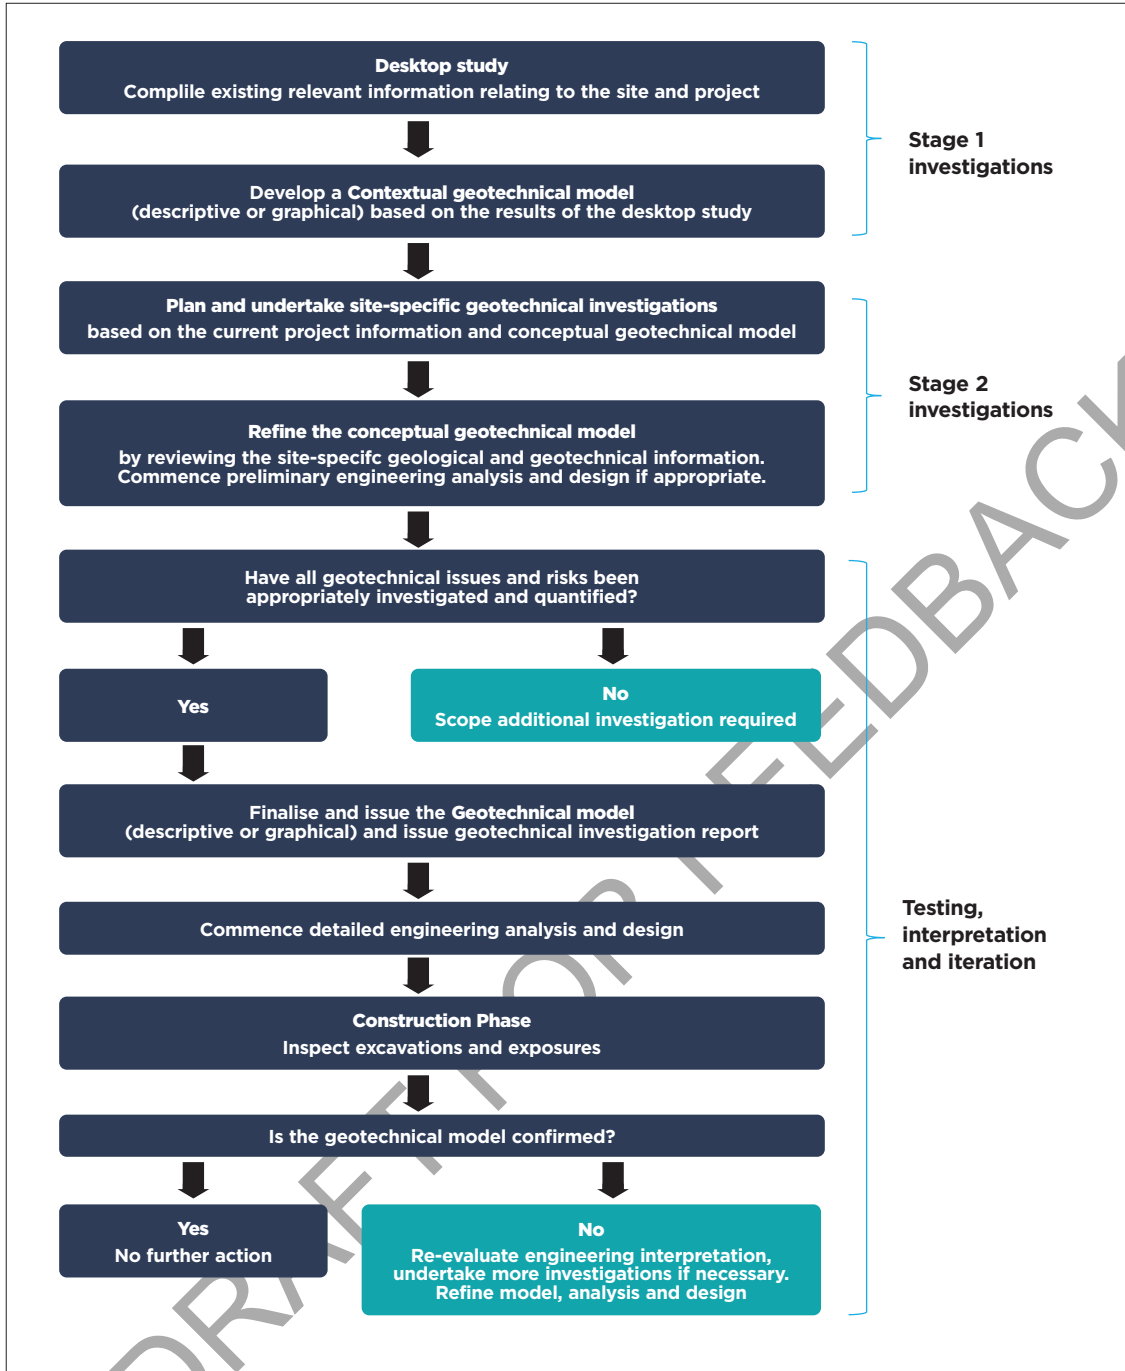 Desktop study
Complile existing relevant information relating to the site and project
Develop a Contextual geotechnical model
(descriptive or graphical) based on the results of the desktop study
Stage 1
investigations
Plan and undertake site-specific geotechnical investigations
based on the current project information and conceptual geotechnical model
Refine the conceptual geotechnical model
by reviewing the site-specifc geological and geotechnical information.
Commence preliminary engineering analysis and design if appropriate.
Stage 2
investigations
Have all geotechnical issues and risks been
appropriately investigated and quantified?
Yes
No
Scope additional investigation required
Finalise and issue the Geotechnical model
(descriptive or graphical) and issue geotechnical investigation report
Commence detailed engineering analysis and design
Construction Phase
Inspect excavations and exposures
Is the geotechnical model confirmed?
Yes
No further action
No
Re-evaluate engineering interpretation,
undertake more investigations if necessary.
Refine model, analysis and design
Testing,
interpretation
and iteration
DRAFT FOR FEEDBACK